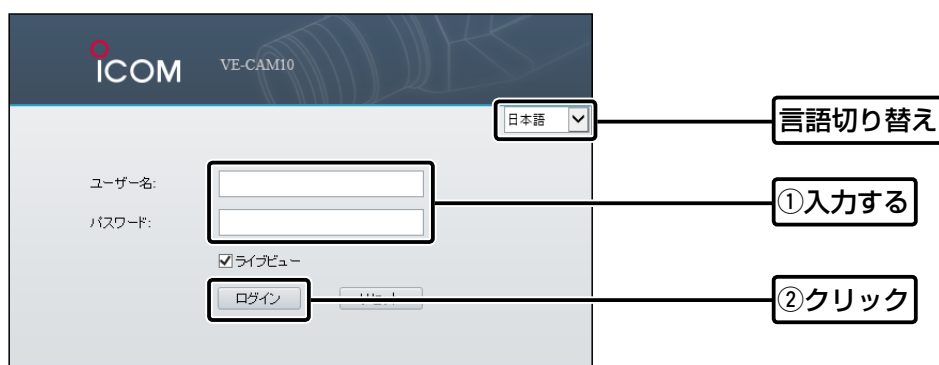 ICOM VE-CAM10
日本語 言語切り替え
ユーザー名:
①入力する
パスワード:
ライブビュー
ログイン
②クリック